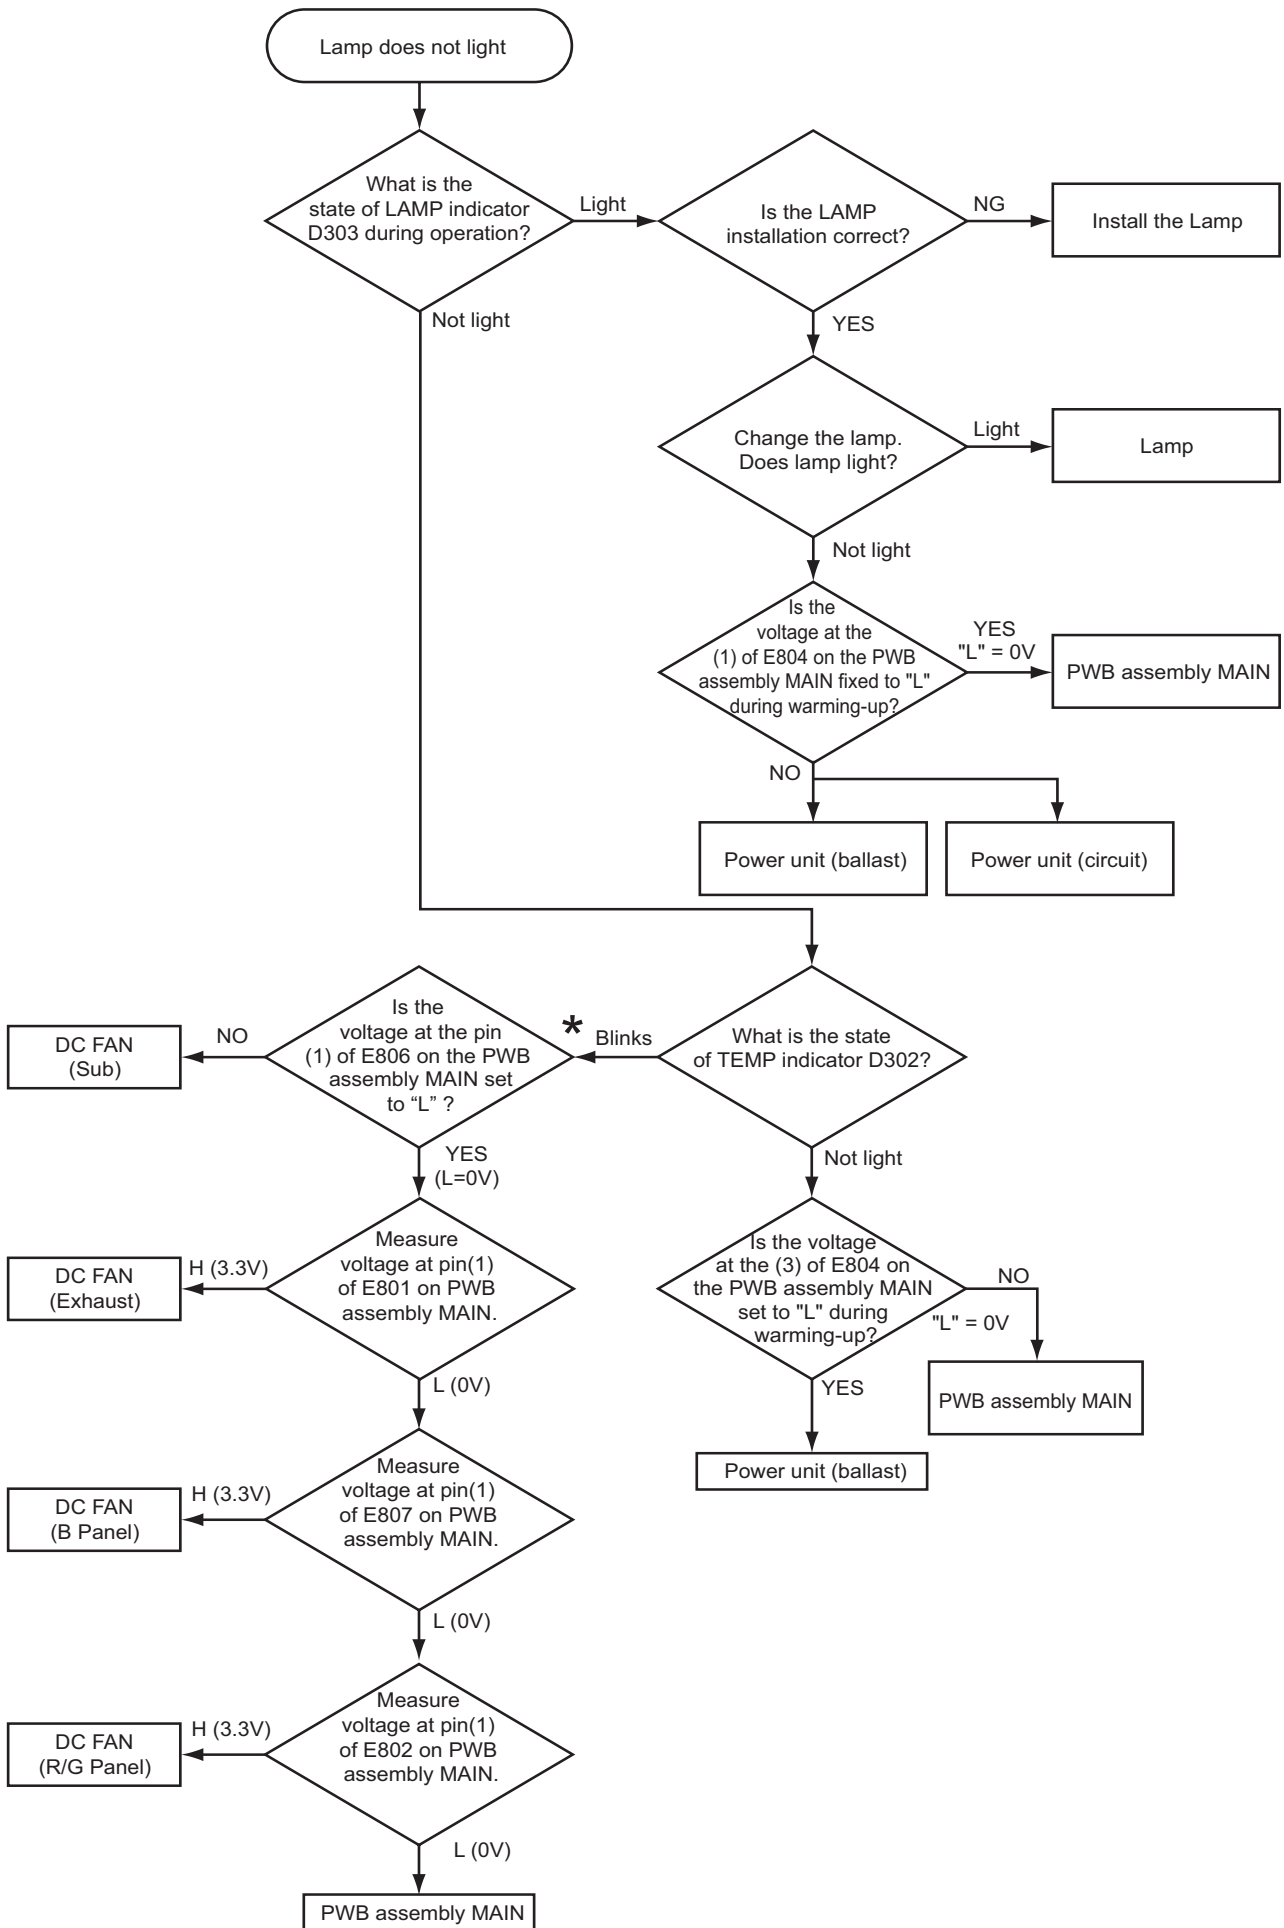 Lamp does not light
What is the
state of LAMP indicator
D303 during operation?
Light
Is the LAMP
installation correct?
NG
Install the Lamp
Not light
YES
Change the lamp.
Does lamp light?
Light
Lamp
Not light
Is the
voltage at the
(1) of E804 on the PWB
assembly MAIN fixed to "L"
during warming-up?
YES
"L" = 0V
PWB assembly MAIN
NO
Power unit (ballast)
Power unit (circuit)
What is the state
of TEMP indicator D302?
* Blinks
Is the
voltage at the pin
(1) of E806 on the PWB
assembly MAIN set
to “L” ?
NO
DC FAN
(Sub)
YES
(L=0V)
Not light
Measure
voltage at pin(1)
of E801 on PWB
assembly MAIN.
H (3.3V)
DC FAN
(Exhaust)
Is the voltage
at the (3) of E804 on
the PWB assembly MAIN
set to "L" during
warming-up?
NO
"L" = 0V
PWB assembly MAIN
YES
Power unit (ballast)
L (0V)
Measure
voltage at pin(1)
of E807 on PWB
assembly MAIN.
H (3.3V)
DC FAN
(B Panel)
L (0V)
Measure
voltage at pin(1)
of E802 on PWB
assembly MAIN.
H (3.3V)
DC FAN
(R/G Panel)
L (0V)
PWB assembly MAIN